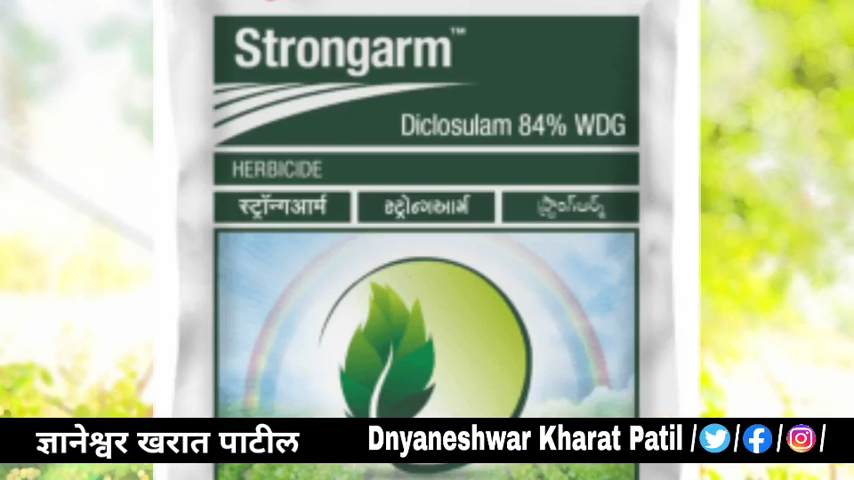 Strongarm™
Diclosulam 84% WDG
HERBICIDE
स्ट्रॉन्गआर्म
સ્ટ્રોન્ગઆર્મ
ज्ञानेश्वर खरात पाटील
Dnyaneshwar Kharat Patil / / / /